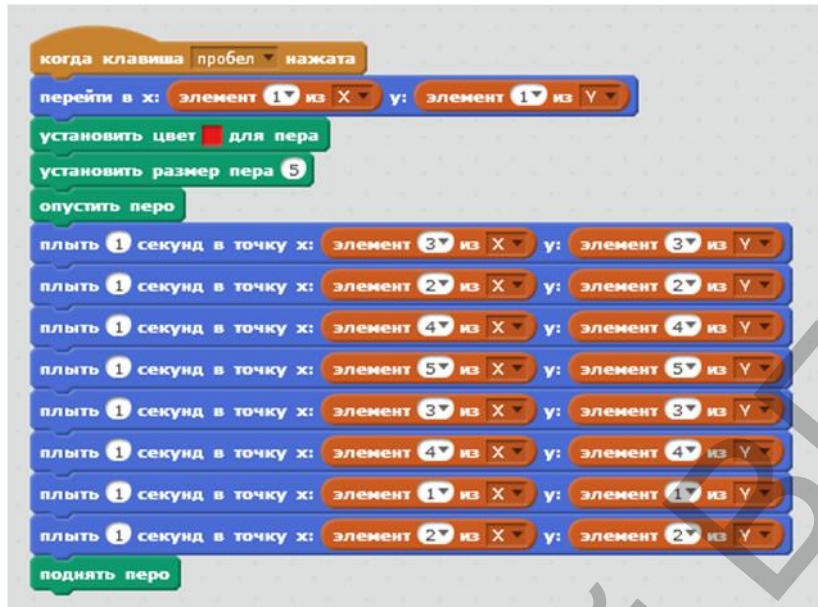 когда клавиша пробел нажата
перейти в x: элемент 1 из X y: элемент 1 из Y
установить цвет для пера
установить размер пера 5
опустить перо
плыть 1 секунд в точку x: элемент 3 из X y: элемент 3 из Y
плыть 1 секунд в точку x: элемент 2 из X y: элемент 2 из Y
плыть 1 секунд в точку x: элемент 4 из X y: элемент 4 из Y
плыть 1 секунд в точку x: элемент 5 из X y: элемент 5 из Y
плыть 1 секунд в точку x: элемент 3 из X y: элемент 3 из Y
плыть 1 секунд в точку x: элемент 4 из X y: элемент 4 из Y
плыть 1 секунд в точку x: элемент 1 из X y: элемент 1 из Y
плыть 1 секунд в точку x: элемент 2 из X y: элемент 2 из Y
поднять перо